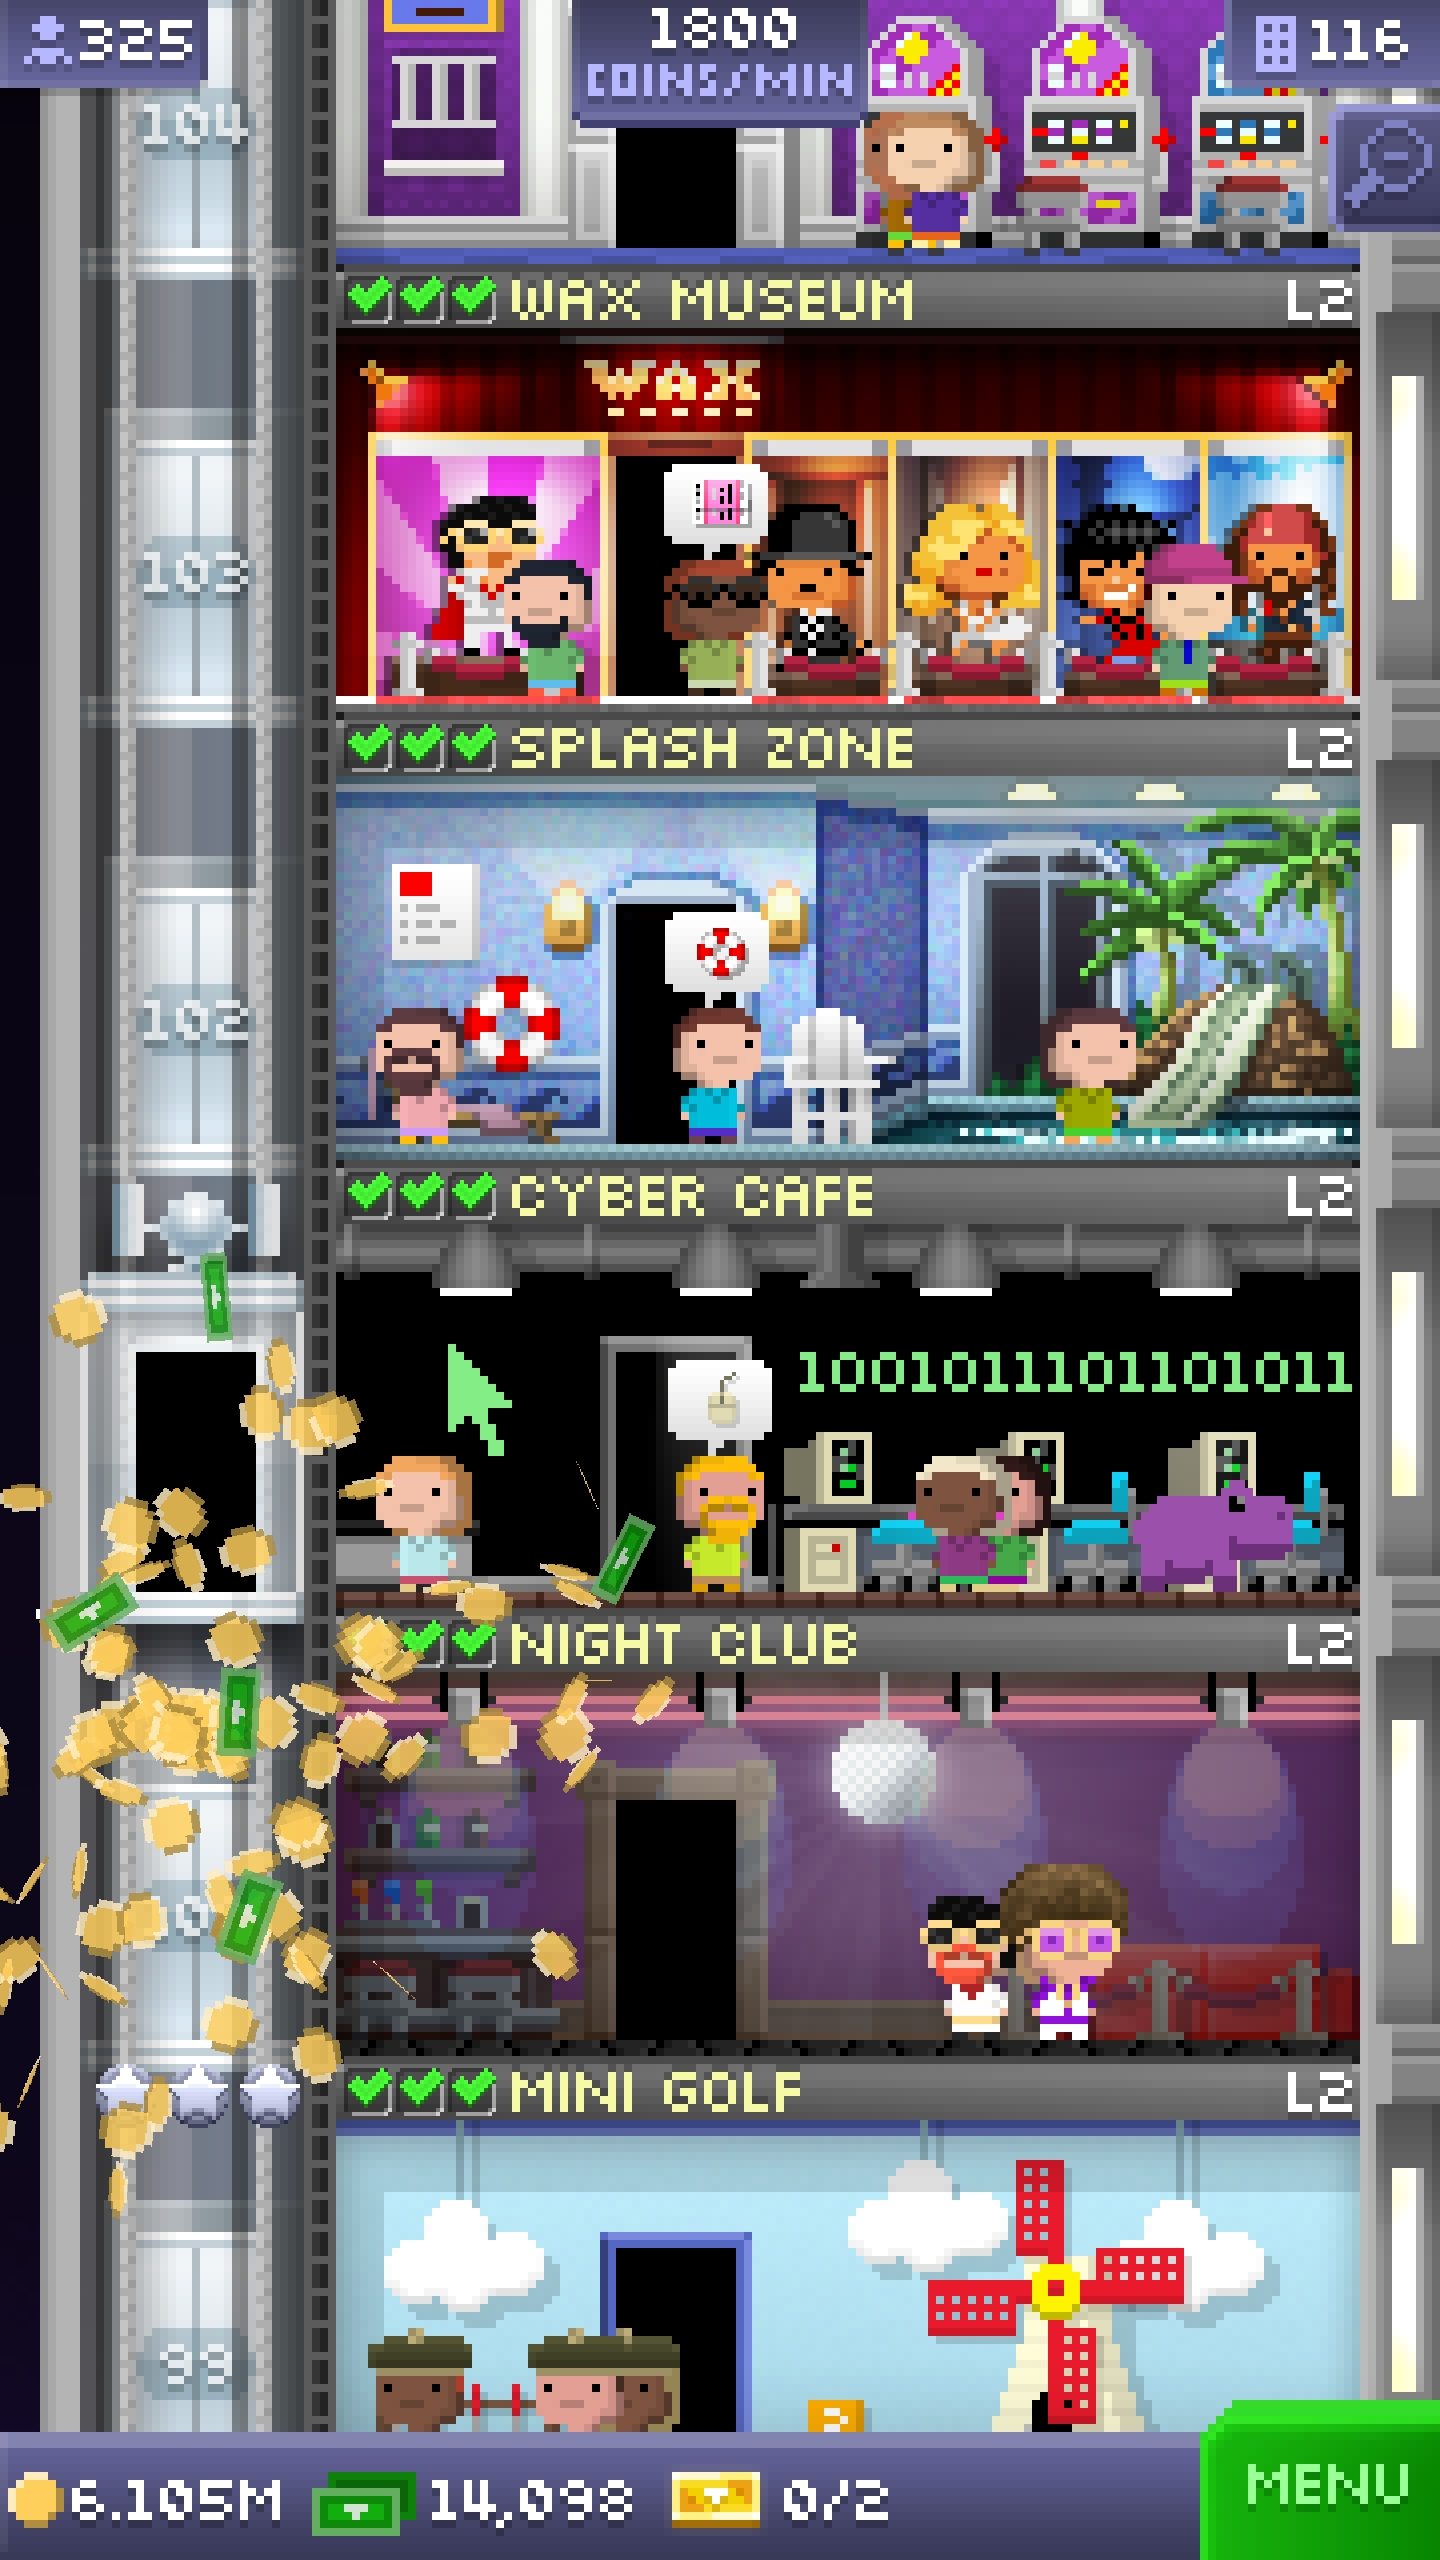 325
1800
COINS/MIN
116
104
WAX MUSEUM L2
WAX
103
SPLASH ZONE L2
102
CYBER CAFE L2
1001011101101011
NIGHT CLUB L2
MINI GOLF L2
99
6.105M
14,098
0/2
MENU